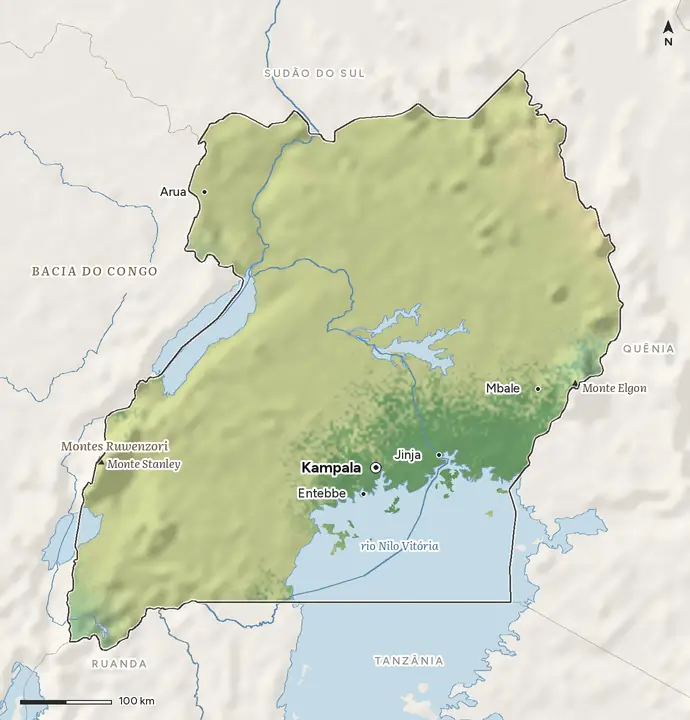 N
SUDÃO DO SUL
Arua
BACIA DO CONGO
QUÊNIA
Mbale
Monte Elgon
Montes Ruwenzori
Monte Stanley
Jinja
Kampala
Entebbe
rio Nilo Vitória
RUANDA
TANZÂNIA
100 km